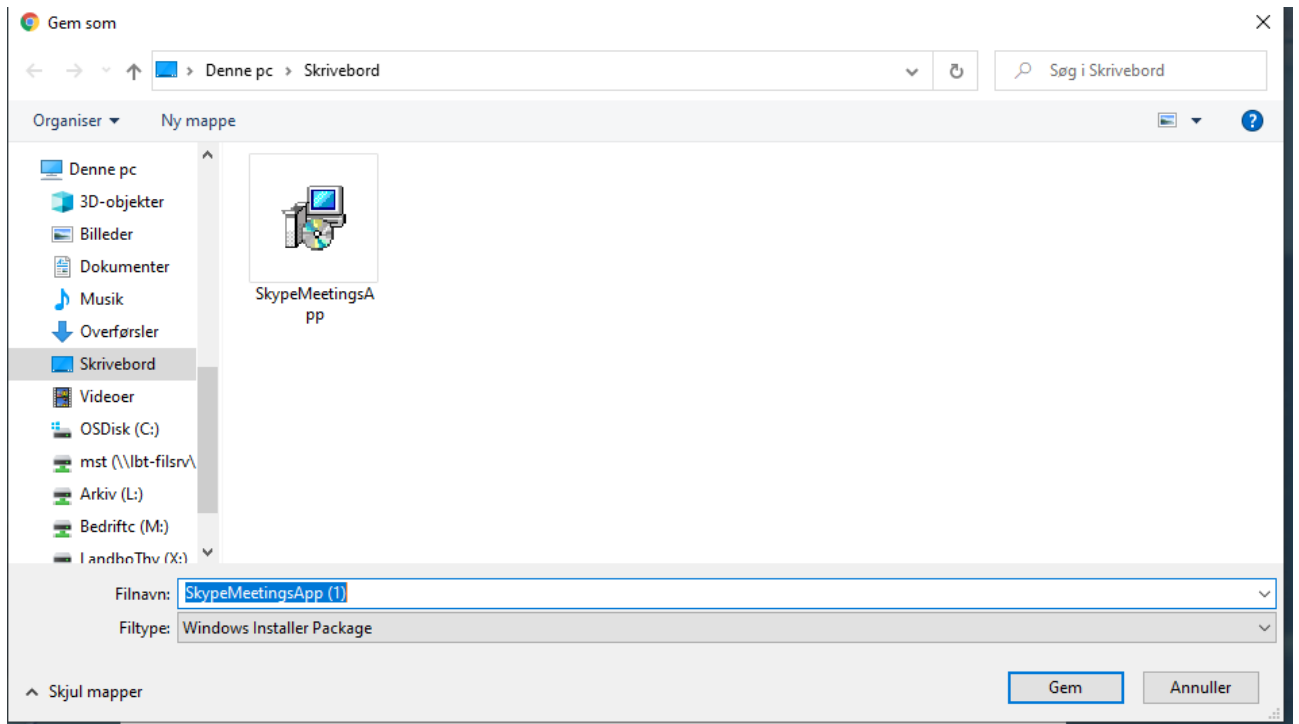 Gem som
Denne pc > Skrivebord
Søg i Skrivebord
Organiser
Ny mappe
Denne pc
3D-objekter
Billeder
Dokumenter
Musik
Overførsler
Skrivebord
Videoer
OSDisk (C:)
mst (\\lbt-filsrv\
Arkiv (L:)
Bedriftc (M:)
LandboThy (X:)
SkypeMeetingsA
pp
Filnavn: SkypeMeetingsApp (1)
Filtype: Windows Installer Package
Skjul mapper
Gem
Annuller